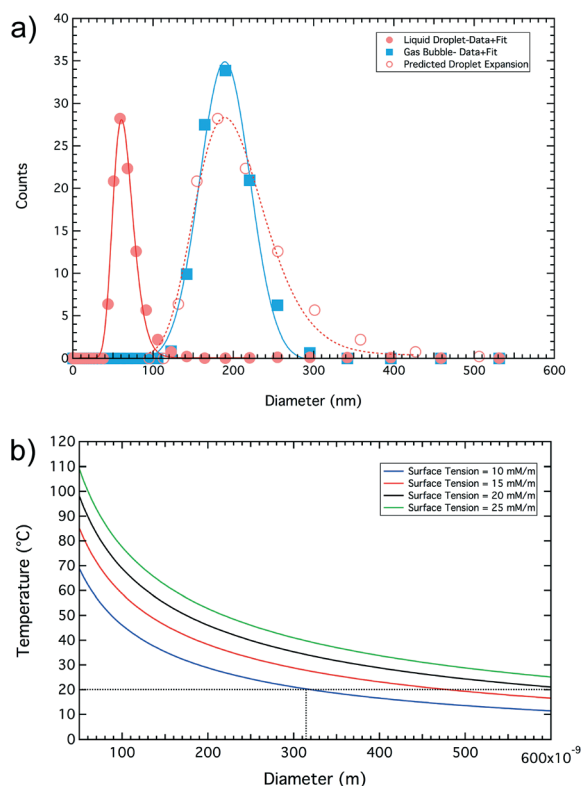 a)
40
35
30
25
20
15
10
5
0
Counts
Liquid Droplet-Data+Fit
Gas Bubble- Data+Fit
Predicted Droplet Expansion
0
100
200
300
400
500
600
Diameter (nm)
b)
120
110
100
90
80
70
60
50
40
30
20
10
0
Temperature (°C)
Surface Tension = 10 mM/m
Surface Tension = 15 mM/m
Surface Tension = 20 mM/m
Surface Tension = 25 mM/m
100
200
300
400
500
600x10⁻⁹
Diameter (m)